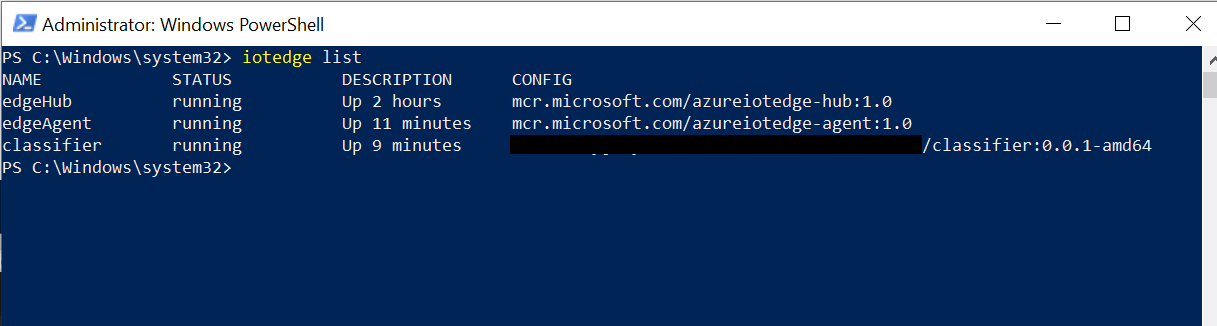 Administrator: Windows PowerShell
PS C:\Windows\system32> iotedge list
NAME STATUS DESCRIPTION CONFIG
edgeHub running Up 2 hours mcr.microsoft.com/azureiotedge-hub:1.0
edgeAgent running Up 11 minutes mcr.microsoft.com/azureiotedge-agent:1.0
classifier running Up 9 minutes /classifier:0.0.1-amd64
PS C:\Windows\system32>